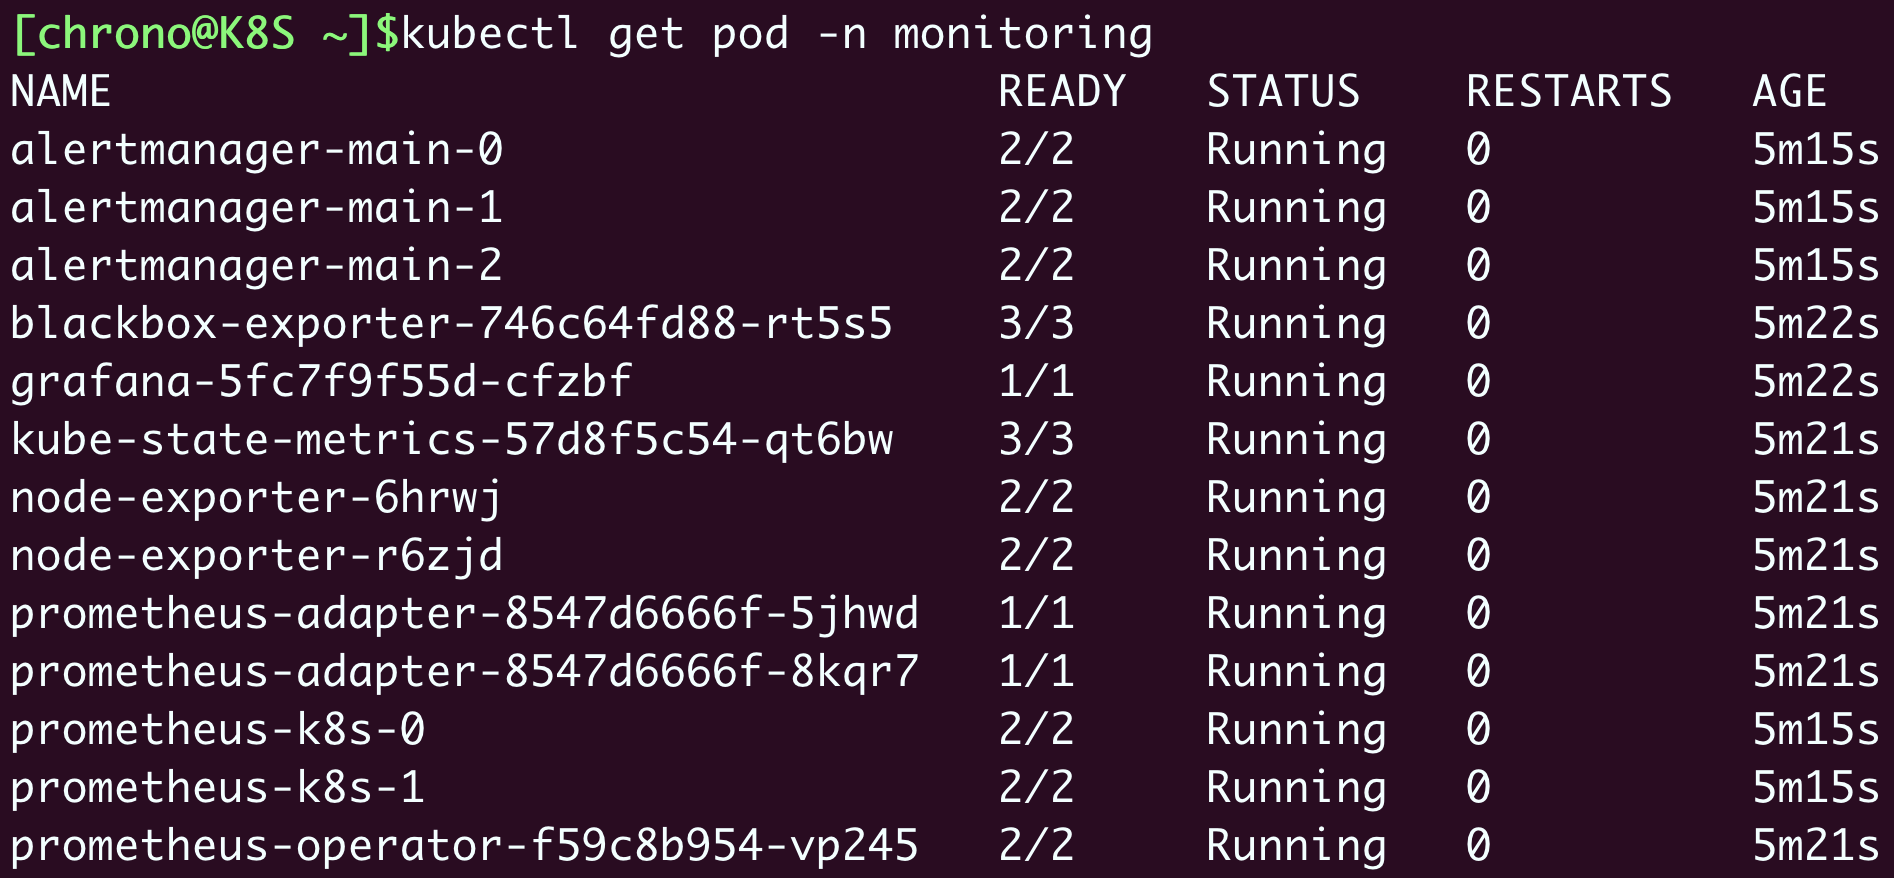 [chrono@K8S ~]$kubectl get pod -n monitoring
NAME                                  READY   STATUS    RESTARTS   AGE
alertmanager-main-0                   2/2     Running   0          5m15s
alertmanager-main-1                   2/2     Running   0          5m15s
alertmanager-main-2                   2/2     Running   0          5m15s
blackbox-exporter-746c64fd88-rt5s5    3/3     Running   0          5m22s
grafana-5fc7f9f55d-cfzbf              1/1     Running   0          5m22s
kube-state-metrics-57d8f5c54-qt6bw    3/3     Running   0          5m21s
node-exporter-6hrwj                   2/2     Running   0          5m21s
node-exporter-r6zjd                   2/2     Running   0          5m21s
prometheus-adapter-8547d6666f-5jhwd   1/1     Running   0          5m21s
prometheus-adapter-8547d6666f-8kqr7   1/1     Running   0          5m21s
prometheus-k8s-0                      2/2     Running   0          5m15s
prometheus-k8s-1                      2/2     Running   0          5m15s
prometheus-operator-f59c8b954-vp245   2/2     Running   0          5m21s